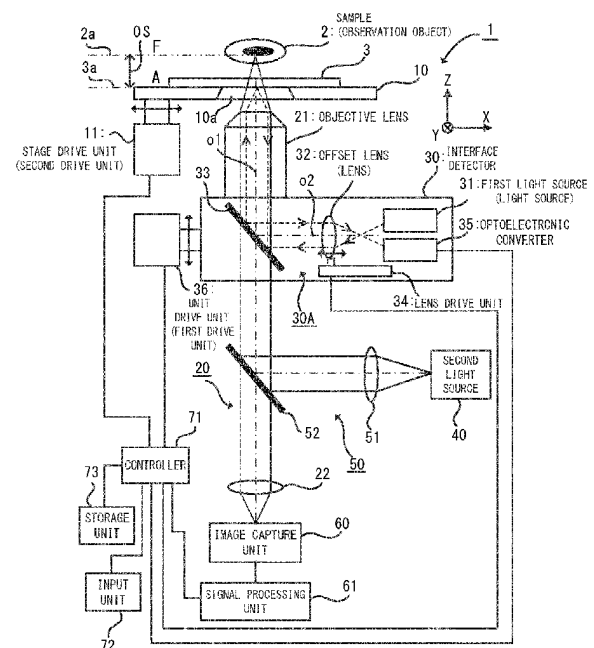 SAMPLE
2:(OBSERVATION OBJECT)
2a
F
OS
3
1
3a
A
10
Z
X
Y
10a
21:OBJECTIVE LENS
11:
STAGE DRIVE UNIT
(SECOND DRIVE UNIT)
o1
32:OFFSET LENS
(LENS)
30:INTERFACE
DETECTOR
33
o2
31:FIRST LIGHT SOURCE
(LIGHT SOURCE)
35:OPTOELECTRONIC
CONVERTER
36:
UNIT
DRIVE UNIT
(FIRST DRIVE
UNIT)
30A
34:LENS DRIVE UNIT
20
SECOND
LIGHT
SOURCE
40
51
52
50
71
CONTROLLER
73
STORAGE
UNIT
22
60
IMAGE CAPTURE
UNIT
INPUT
UNIT
72
SIGNAL PROCESSING
UNIT
61